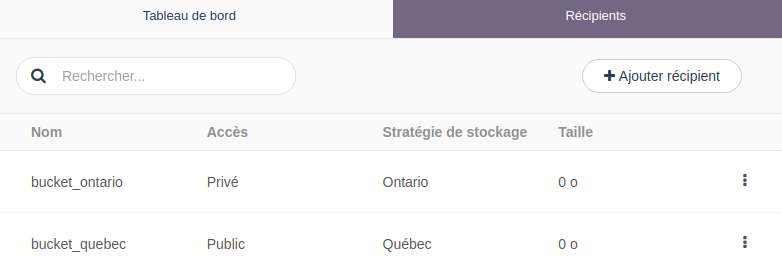 Tableau de bord Récipients
Rechercher... Ajouter récipient
Nom Accès Stratégie de stockage Taille
bucket_ontario Privé Ontario 0 o
bucket_quebec Public Québec 0 o